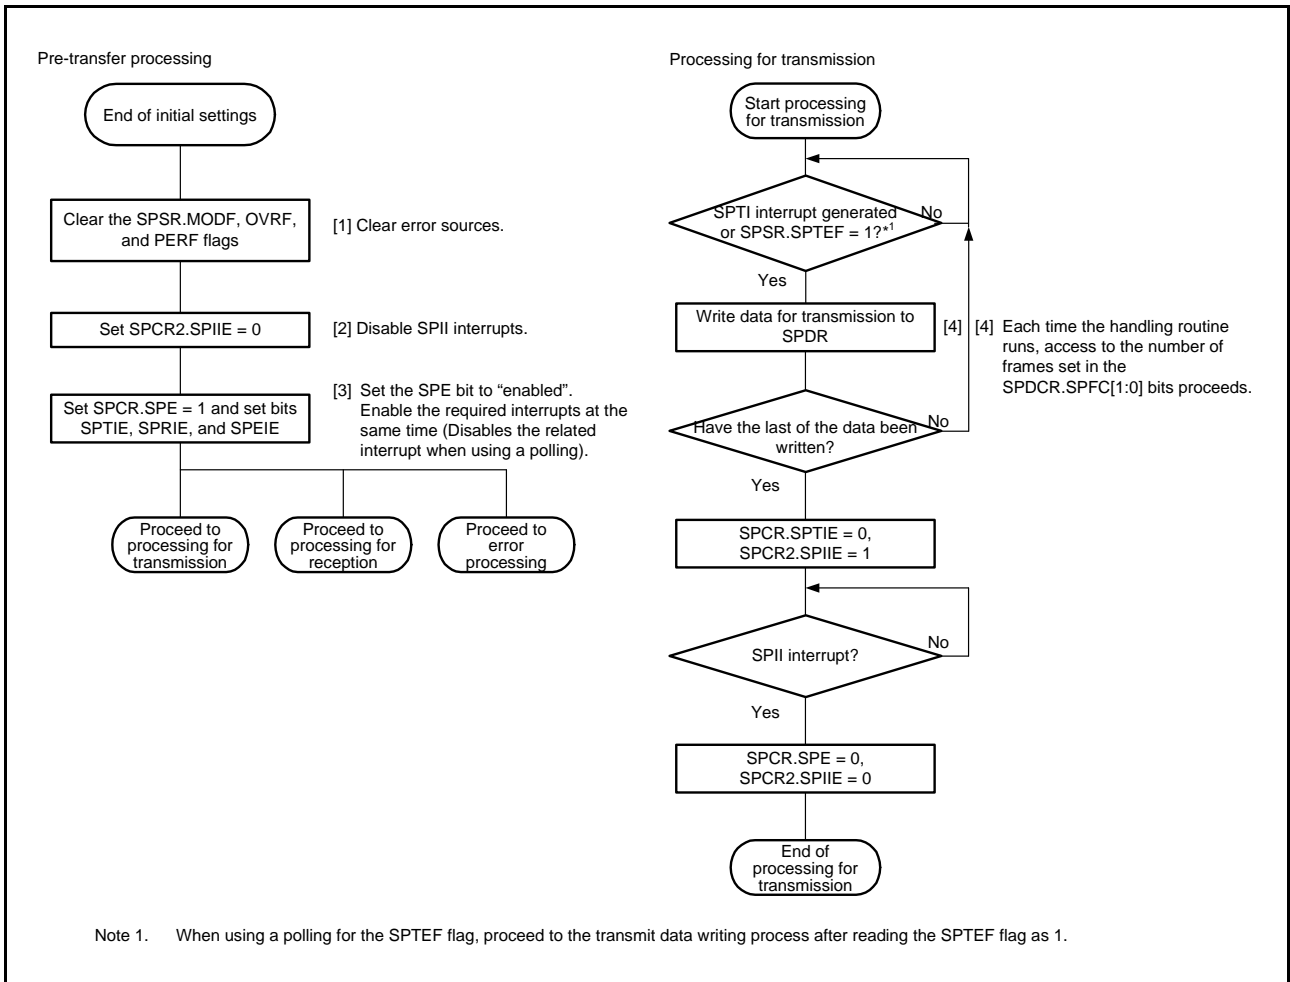 Pre-transfer processing
End of initial settings
Clear the SPSR.MODF, OVRF,
and PERF flags
[1] Clear error sources.
Set SPCR2.SPIIE = 0
[2] Disable SPII interrupts.
Set SPCR.SPE = 1 and set bits
SPTIE, SPRIE, and SPEIE
[3] Set the SPE bit to “enabled”.
Enable the required interrupts at the
same time (Disables the related
interrupt when using a polling).
Proceed to
processing for
transmission
Proceed to
processing for
reception
Proceed to
error
processing
Processing for transmission
Start processing
for transmission
SPTI interrupt generated
or SPSR.SPTEF = 1?*1
No
Yes
Write data for transmission to
SPDR
[4]
[4] Each time the handling routine
runs, access to the number of
frames set in the
SPDCR.SPFC[1:0] bits proceeds.
Have the last of the data been
written?
No
Yes
SPCR.SPTIE = 0,
SPCR2.SPIIE = 1
SPII interrupt?
No
Yes
SPCR.SPE = 0,
SPCR2.SPIIE = 0
End of
processing for
transmission
Note 1. When using a polling for the SPTEF flag, proceed to the transmit data writing process after reading the SPTEF flag as 1.